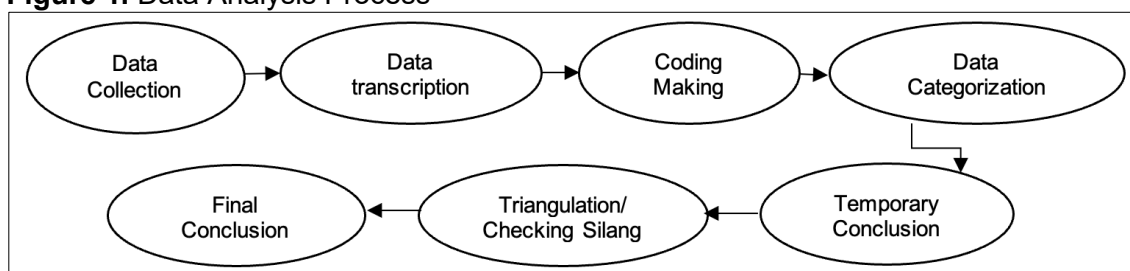 Figure 1. Data Analysis Process
Data
Collection
Data
transcription
Coding
Making
Data
Categorization
Temporary
Conclusion
Triangulation/
Checking Silang
Final
Conclusion